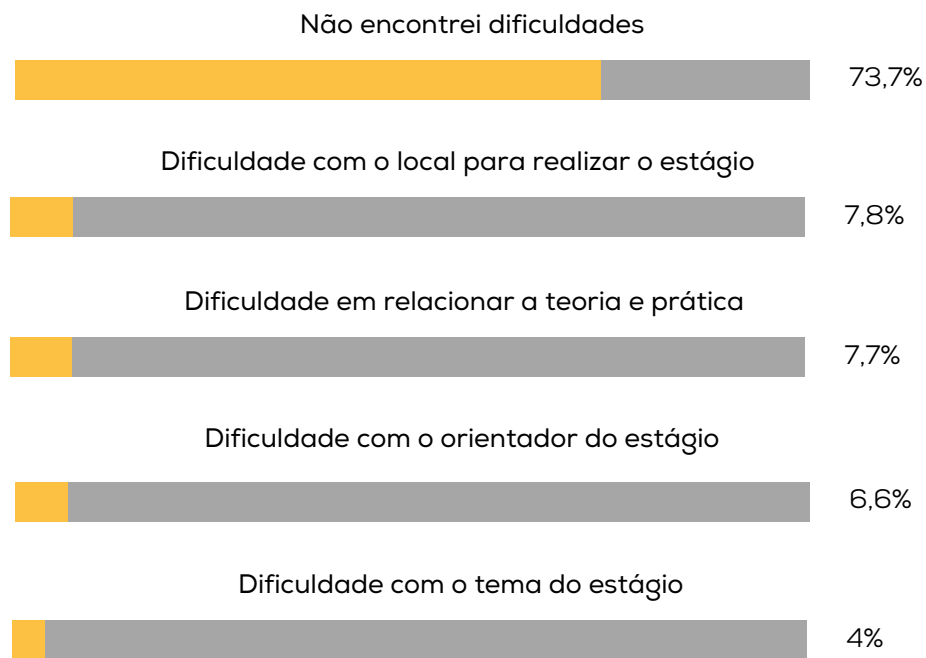 Não encontrei dificuldades
73,7%
Dificuldade com o local para realizar o estágio
7,8%
Dificuldade em relacionar a teoria e prática
7,7%
Dificuldade com o orientador do estágio
6,6%
Dificuldade com o tema do estágio
4%